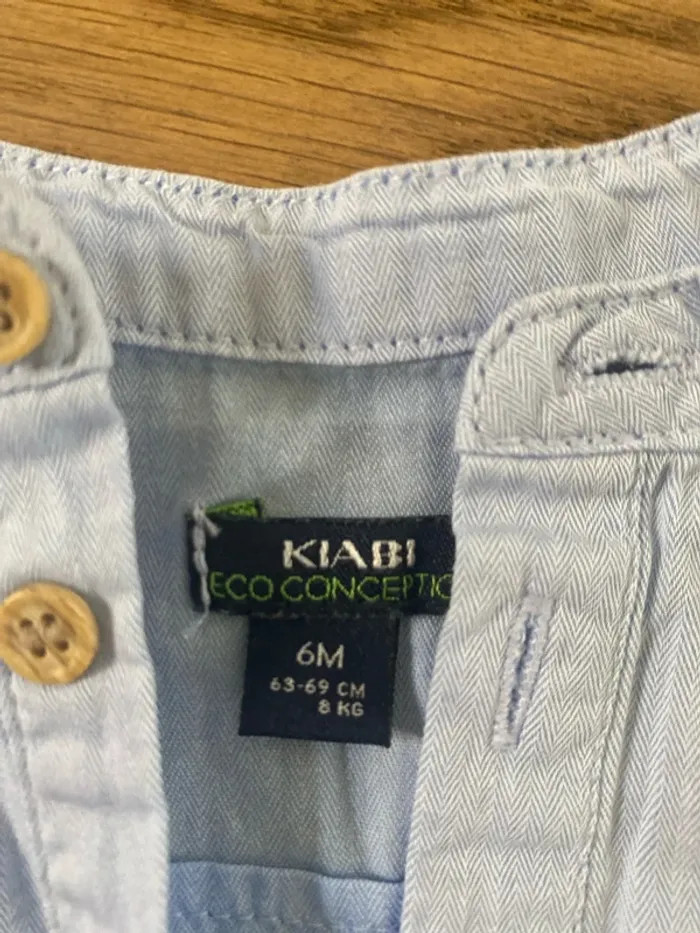 KIABI
ECO CONCEPTIO
6M
63-69 CM
8 KG